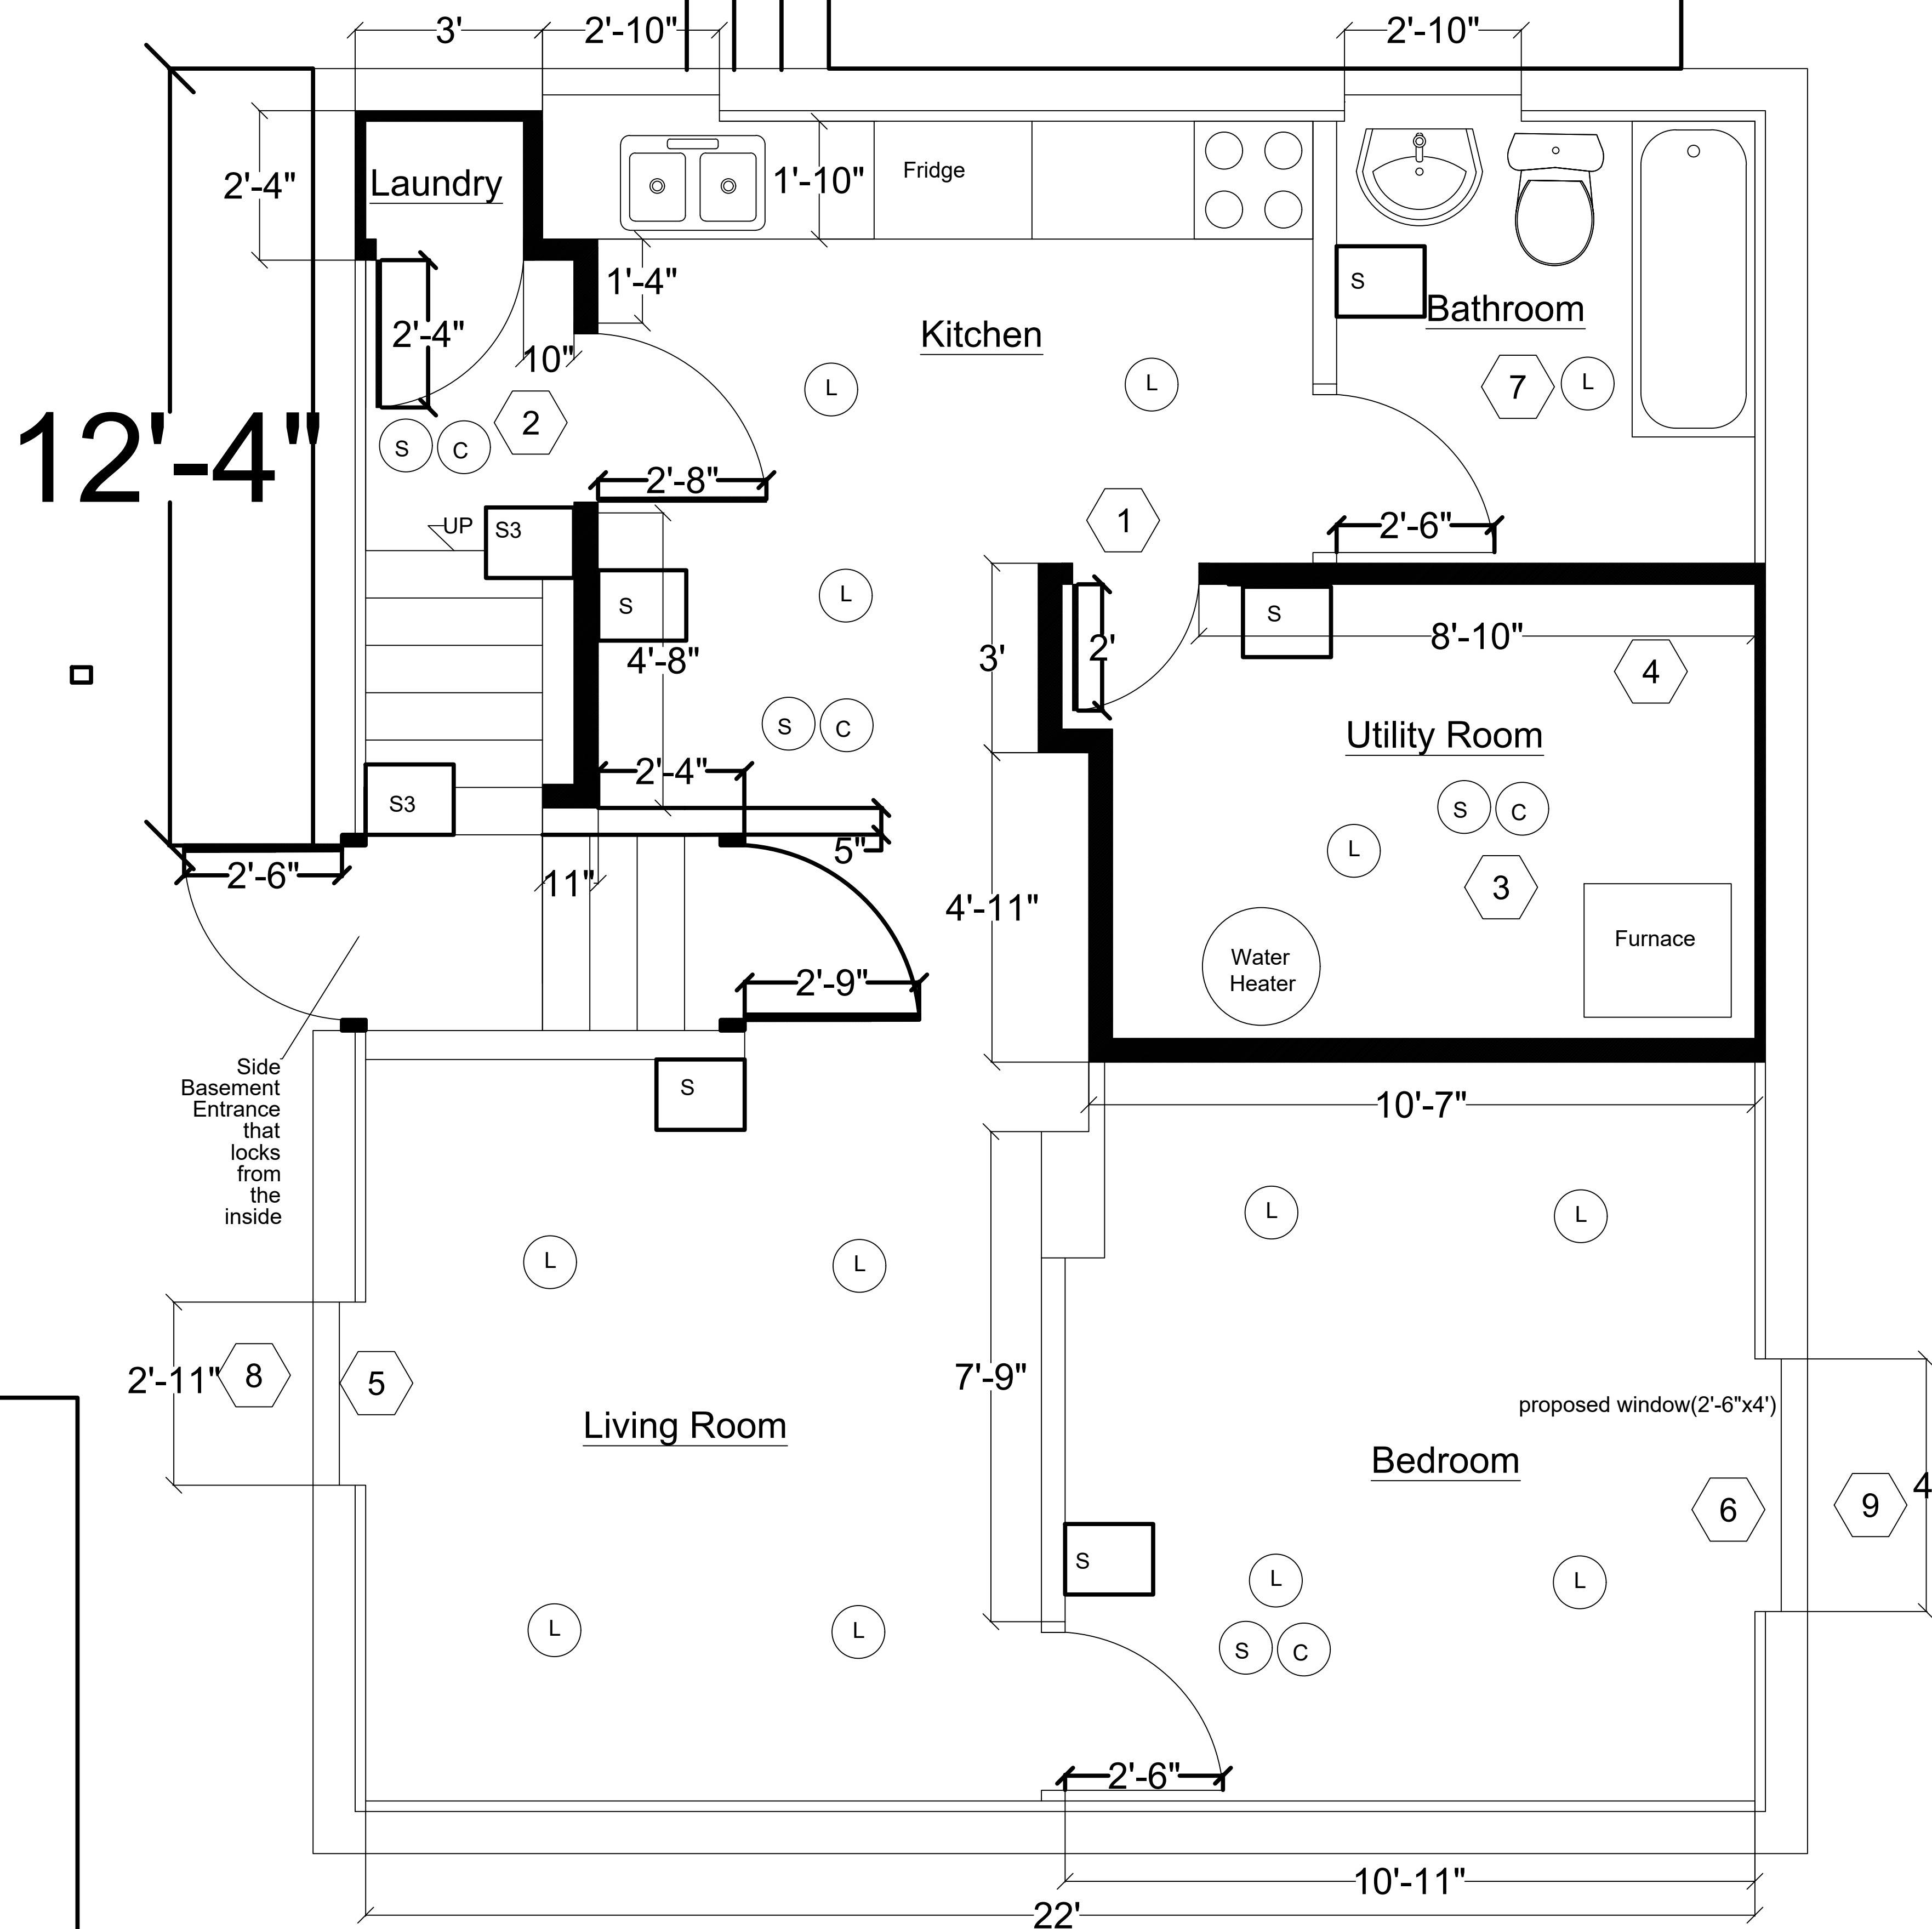 3'
2'-10"
2'-10"
2'-4"
Laundry
1'-10"
Fridge
S
Bathroom
1'-4"
Kitchen
2'-4"
10"
L
L
7
L
12'-4"
2
S
C
2'-8"
1
2'-6"
UP
S3
S
L
S
3'
2'
8'-10"
4'-8"
4
S
C
Utility Room
2'-4"
S3
S
C
L
5"
3
2'-6"
11"
4'-11"
Furnace
Water
Heater
2'-9"
Side
Basement
Entrance
that
locks
from
the
inside
S
10'-7"
L
L
L
L
2'-11"
8
5
7'-9"
proposed window(2'-6"x4')
Living Room
Bedroom
6
9
4
S
L
L
L
L
S
C
2'-6"
10'-11"
22'